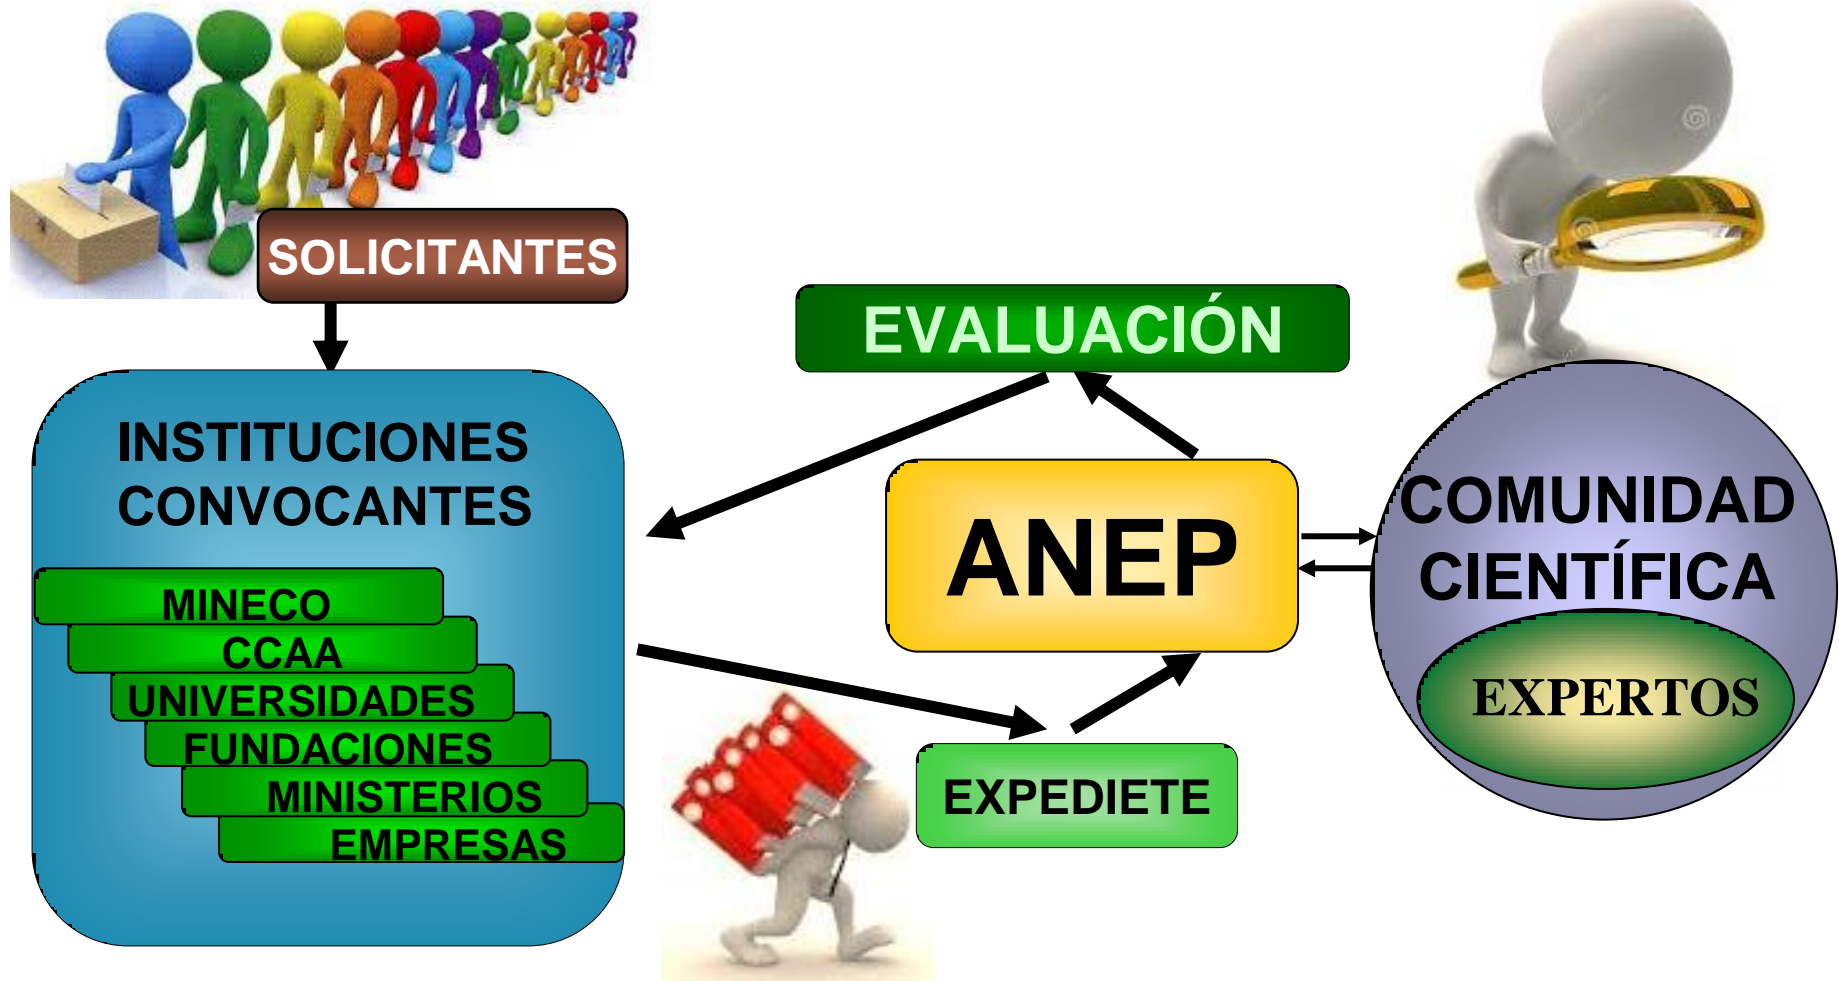 SOLICITANTES
EVALUACIÓN
INSTITUCIONES
CONVOCANTES
MINECO
CCAA
UNIVERSIDADES
FUNDACIONES
MINISTERIOS
EMPRESAS
ANEP
EXPEDIETE
COMUNIDAD
CIENTÍFICA
EXPERTOS